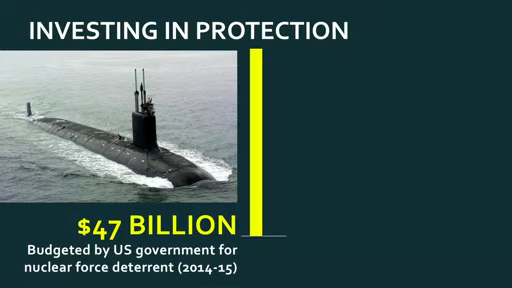 INVESTING IN PROTECTION
$47 BILLION
Budgeted by US government for
nuclear force deterrent (2014-15)